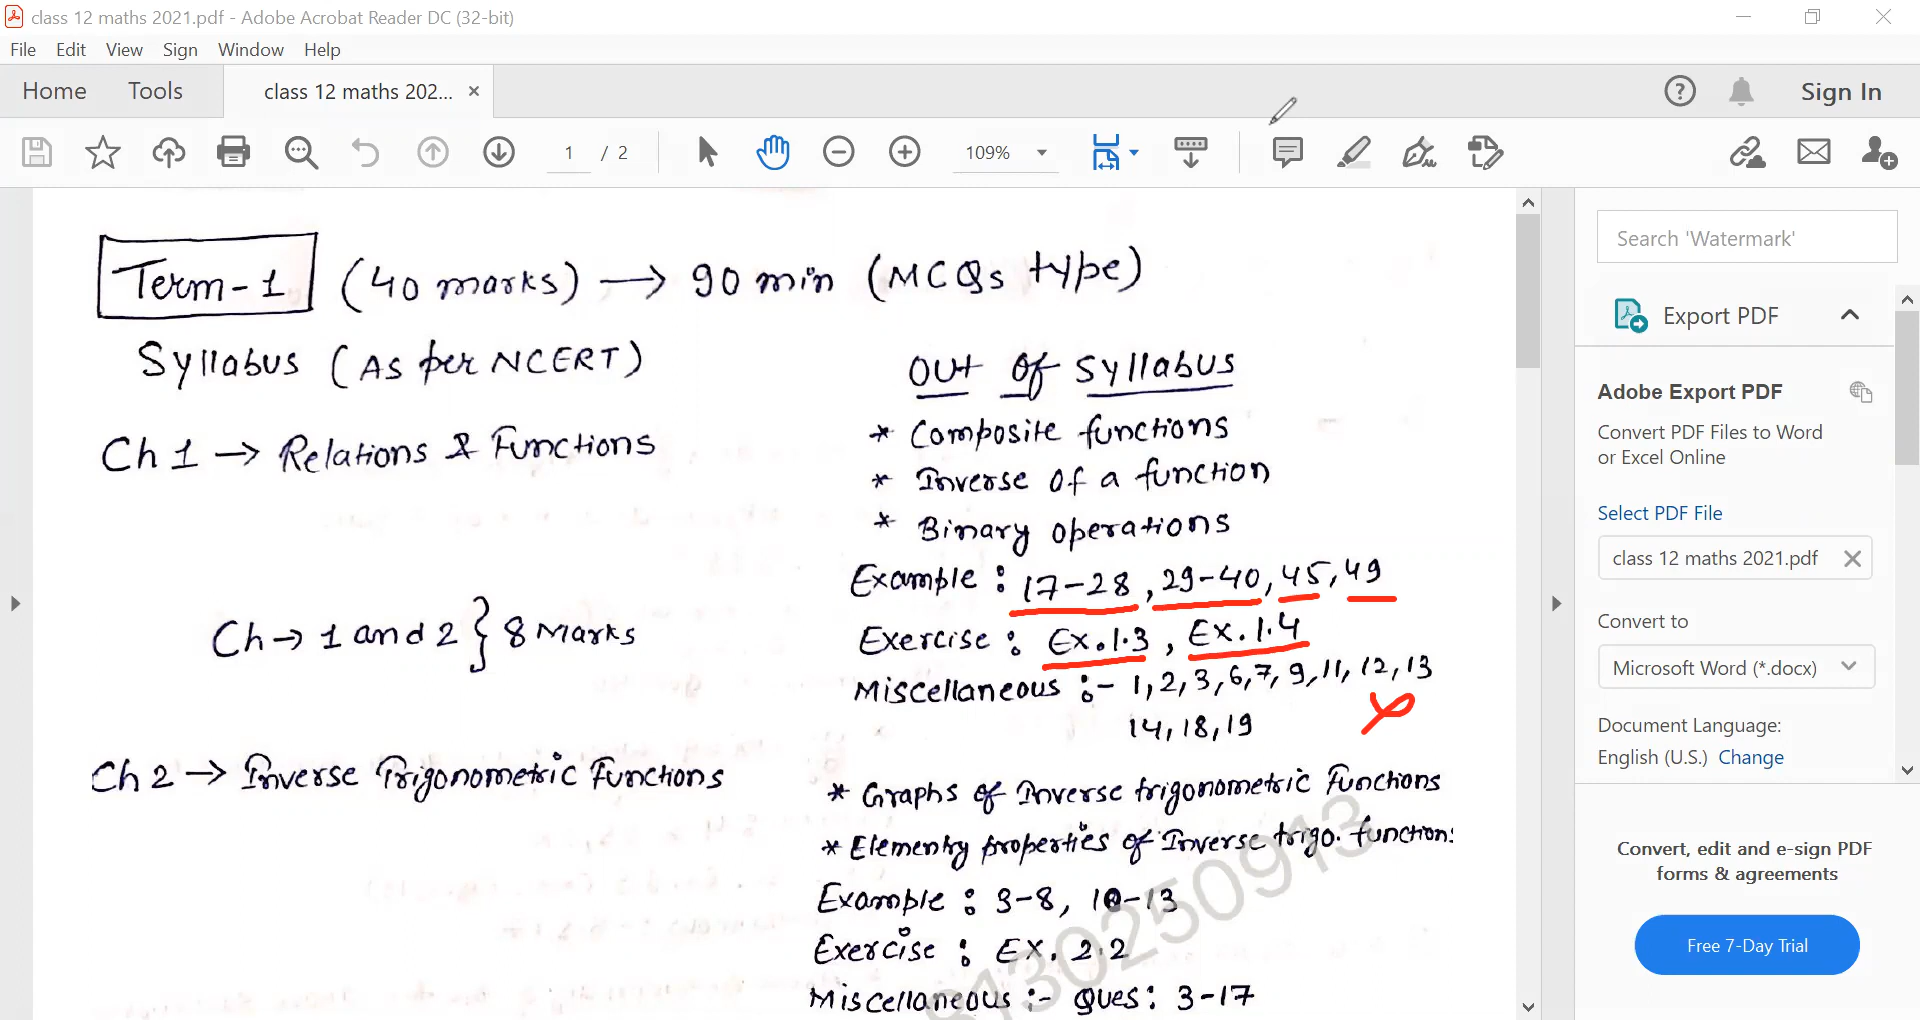 class 12 maths 2021.pdf - Adobe Acrobat Reader DC (32-bit)
File Edit View Sign Window Help
Home Tools class 12 maths 202... × Sign In
1 / 2 109%
Term-1 (40 marks) → 90 min (MCQs type)
Syllabus (As per NCERT)
Out of Syllabus
Ch 1 → Relations & Functions
* Composite functions
* Inverse of a function
* Binary operations
Example : 17-28, 29-40, 45, 49
Ch → 1 and 2 } 8 Marks
Exercise : Ex.1.3, Ex.1.4
Miscellaneous :- 1,2,3,6,7,9,11,12,13
14,18,19
Ch 2 → Inverse Trigonometric Functions
* Graphs of Inverse trigonometric Functions
* Elementry properties of Inverse trigo. functions
Example : 3-8, 10-13
Exercise : EX. 2.2
Miscellaneous :- Ques: 3-17
8130250913
Search 'Watermark'
Export PDF
Adobe Export PDF
Convert PDF Files to Word
or Excel Online
Select PDF File
class 12 maths 2021.pdf
Convert to
Microsoft Word (*.docx)
Document Language:
English (U.S.) Change
Convert, edit and e-sign PDF
forms & agreements
Free 7-Day Trial